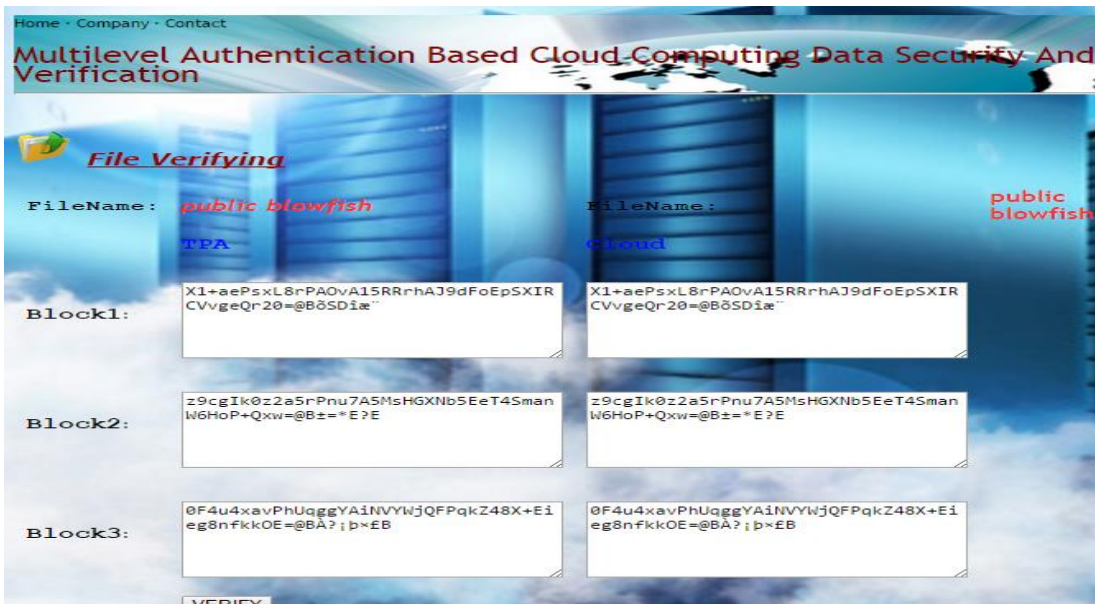 Home · Company · Contact
Multilevel Authentication Based Cloud Computing Data Security And
Verification
File Verifying
FileName: public blowfish FileName: public
blowfish
TPA Cloud
Block1: X1+aePsxL8rPAOvA15RRrhAJ9dFoEpSXIR X1+aePsxL8rPAOvA15RRrhAJ9dFoEpSXIR
CVvgeQr20=@BõSDîæ¨ CVvgeQr20=@BõSDîæ¨
Block2: z9cgIk0z2a5rPnu7A5MsHGXNb5EeT4Sman z9cgIk0z2a5rPnu7A5MsHGXNb5EeT4Sman
W6HoP+Qxw=@B±=*E?E W6HoP+Qxw=@B±=*E?E
Block3: 0F4u4xavPhUqggYAiNVYWjQFPqkZ48X+Ei 0F4u4xavPhUqggYAiNVYWjQFPqkZ48X+Ei
eg8nfkkOE=@BÀ?¡þ×£B eg8nfkkOE=@BÀ?¡þ×£B
VERIFY